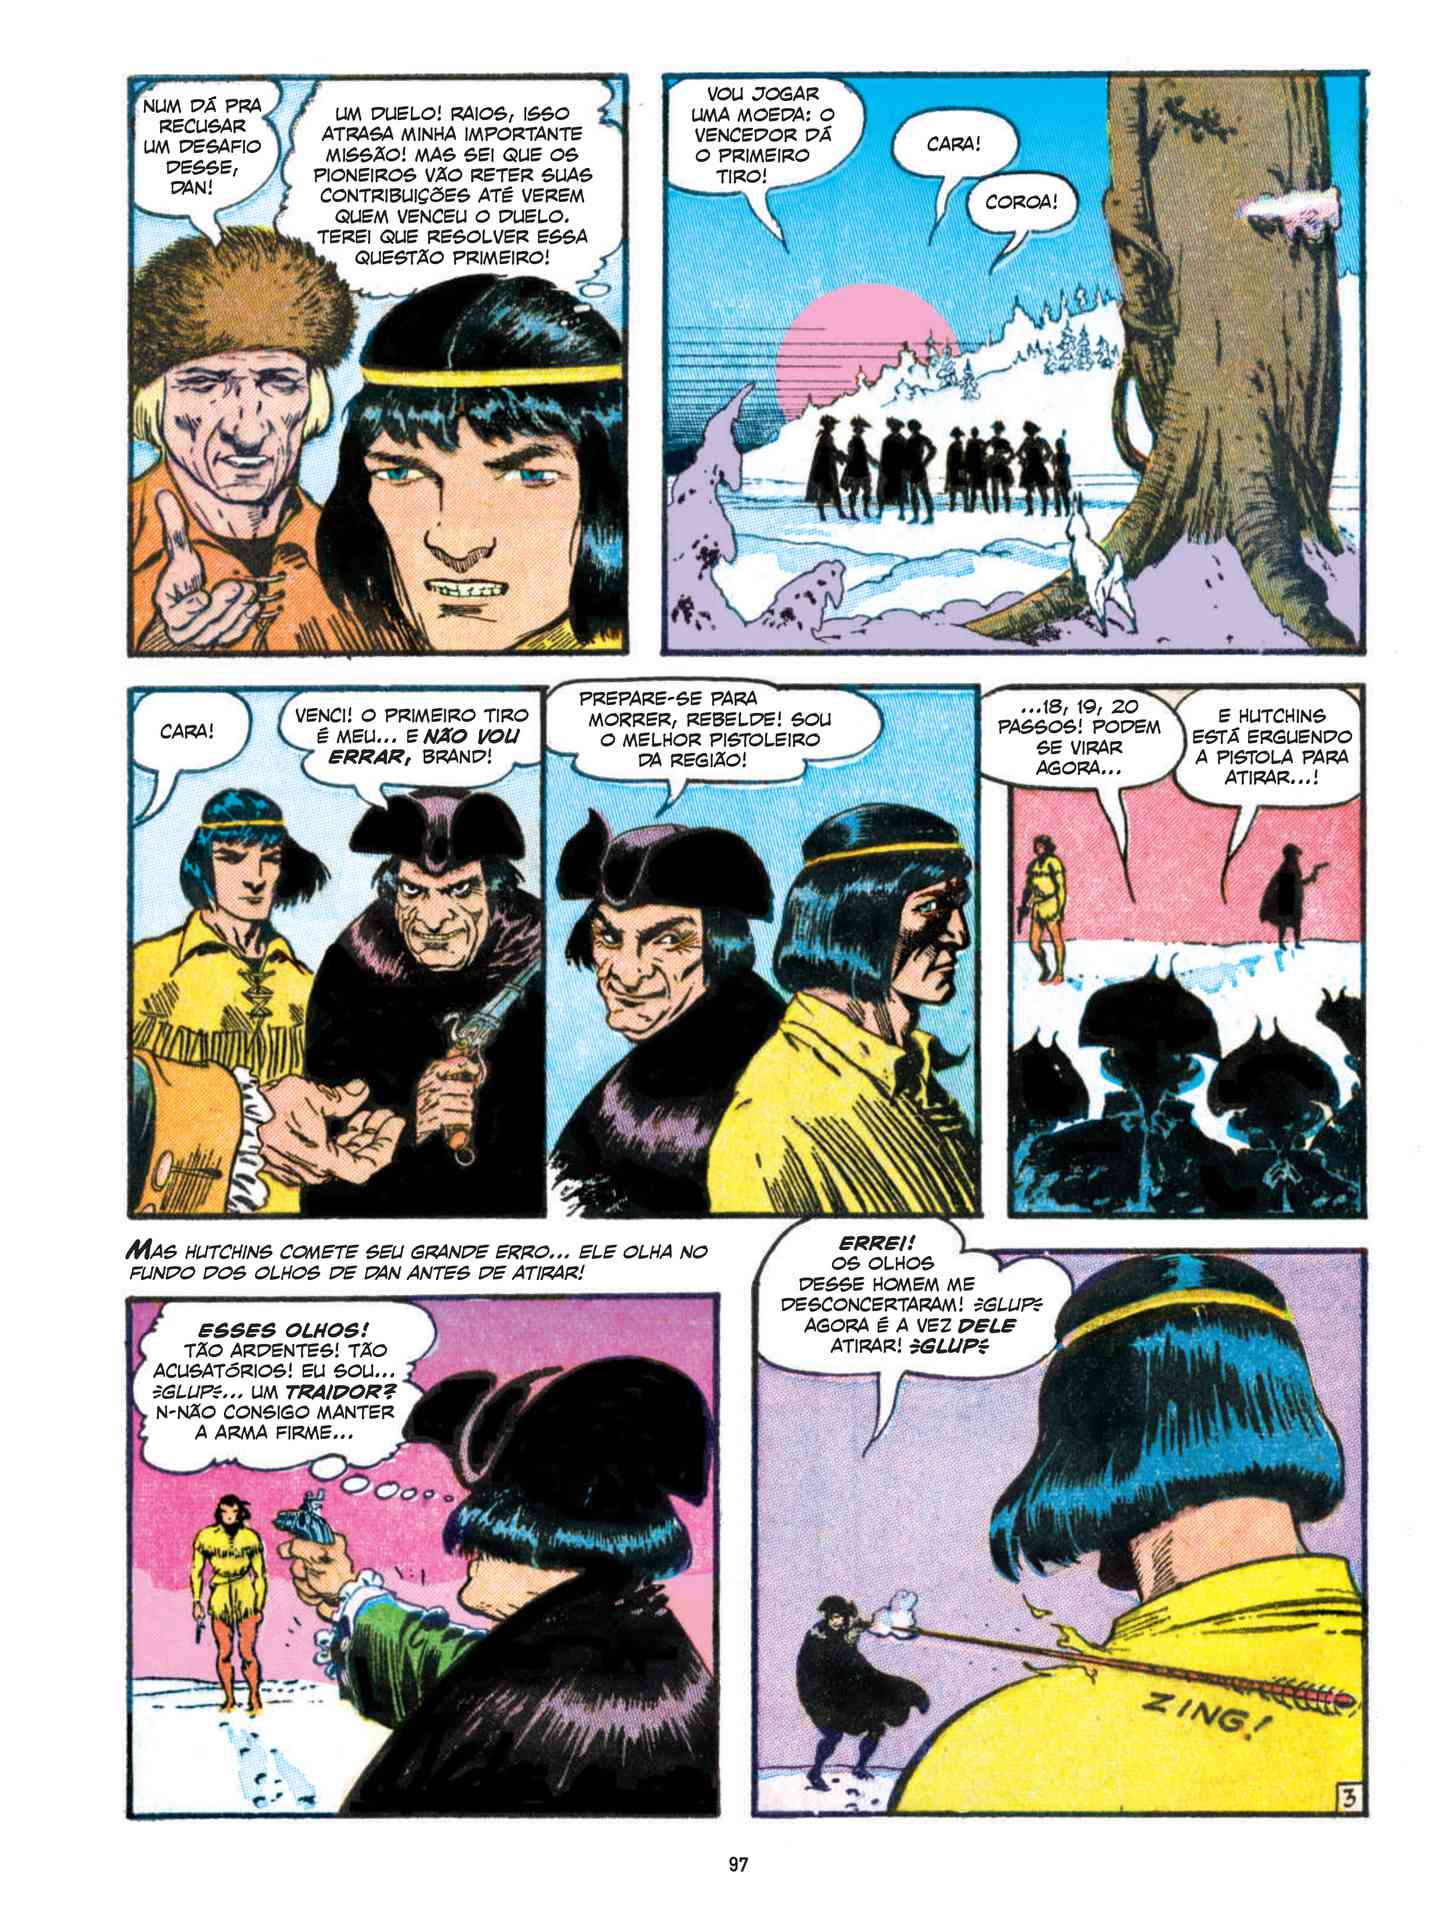 NUM DÁ PRA
RECUSAR
UM DESAFIO
DESSE,
DAN!
UM DUELO! RAIOS, ISSO
ATRASA MINHA IMPORTANTE
MISSÃO! MAS SEI QUE OS
PIONEIROS VÃO RETER SUAS
CONTRIBUIÇÕES ATÉ VEREM
QUEM VENCEU O DUELO.
TEREI QUE RESOLVER ESSA
QUESTÃO PRIMEIRO!
VOU JOGAR
UMA MOEDA: O
VENCEDOR DÁ
O PRIMEIRO
TIRO!
CARA!
COROA!
CARA!
VENCI! O PRIMEIRO TIRO
É MEU... E NÃO VOU
ERRAR, BRAND!
PREPARE-SE PARA
MORRER, REBELDE! SOU
O MELHOR PISTOLEIRO
DA REGIÃO!
...18, 19, 20
PASSOS! PODEM
SE VIRAR
AGORA...
E HUTCHINS
ESTÁ ERGUENDO
A PISTOLA PARA
ATIRAR...!
MAS HUTCHINS COMETE SEU GRANDE ERRO... ELE OLHA NO
FUNDO DOS OLHOS DE DAN ANTES DE ATIRAR!
ESSES OLHOS!
TÃO ARDENTES! TÃO
ACUSATÓRIOS! EU SOU...
GLUP... UM TRAIDOR?
N-NÃO CONSIGO MANTER
A ARMA FIRME...
ERREI!
OS OLHOS
DESSE HOMEM ME
DESCONCERTARAM! GLUP
AGORA É A VEZ DELE
ATIRAR! GLUP
ZING!
3
97